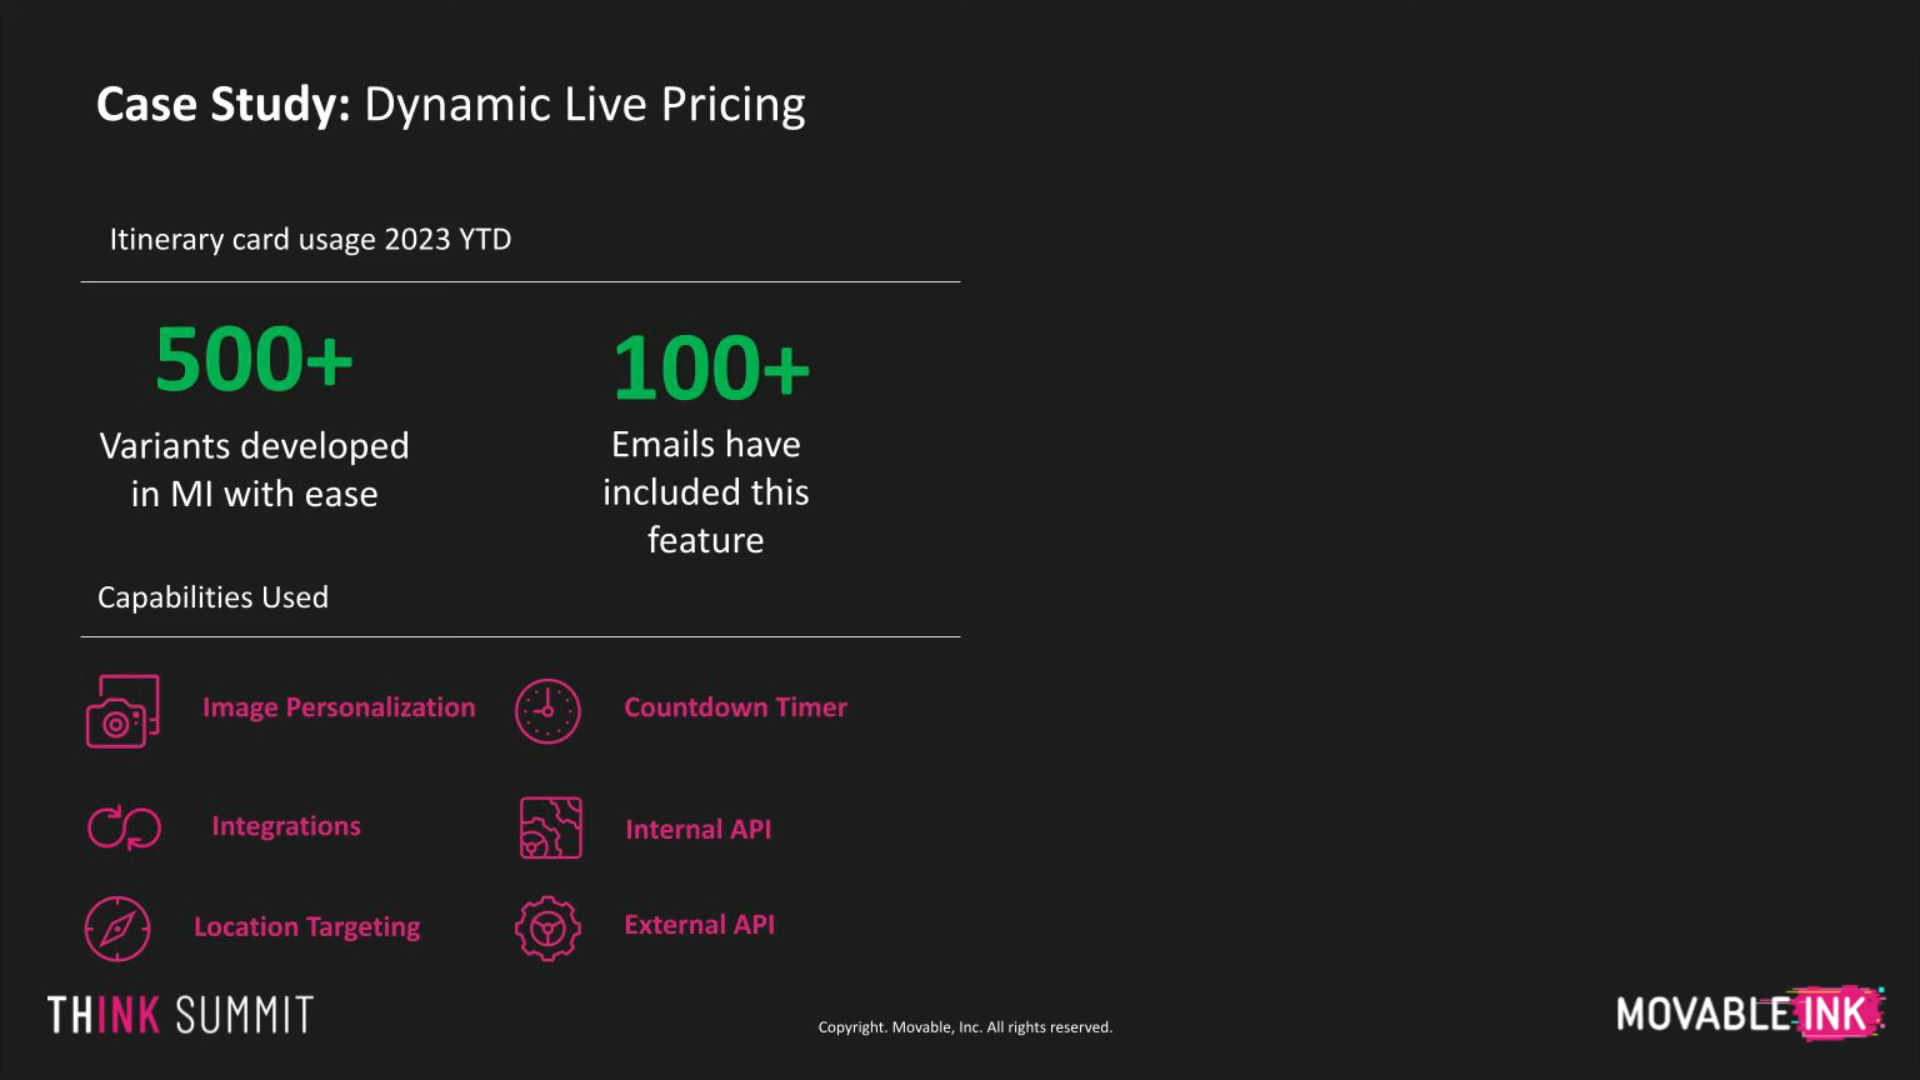 Case Study: Dynamic Live Pricing
Itinerary card usage 2023 YTD
500+
Variants developed
in MI with ease
100+
Emails have
included this
feature
Capabilities Used
Image Personalization
Countdown Timer
Integrations
Internal API
Location Targeting
External API
THINK SUMMIT
Copyright. Movable, Inc. All rights reserved.
MOVABLE INK